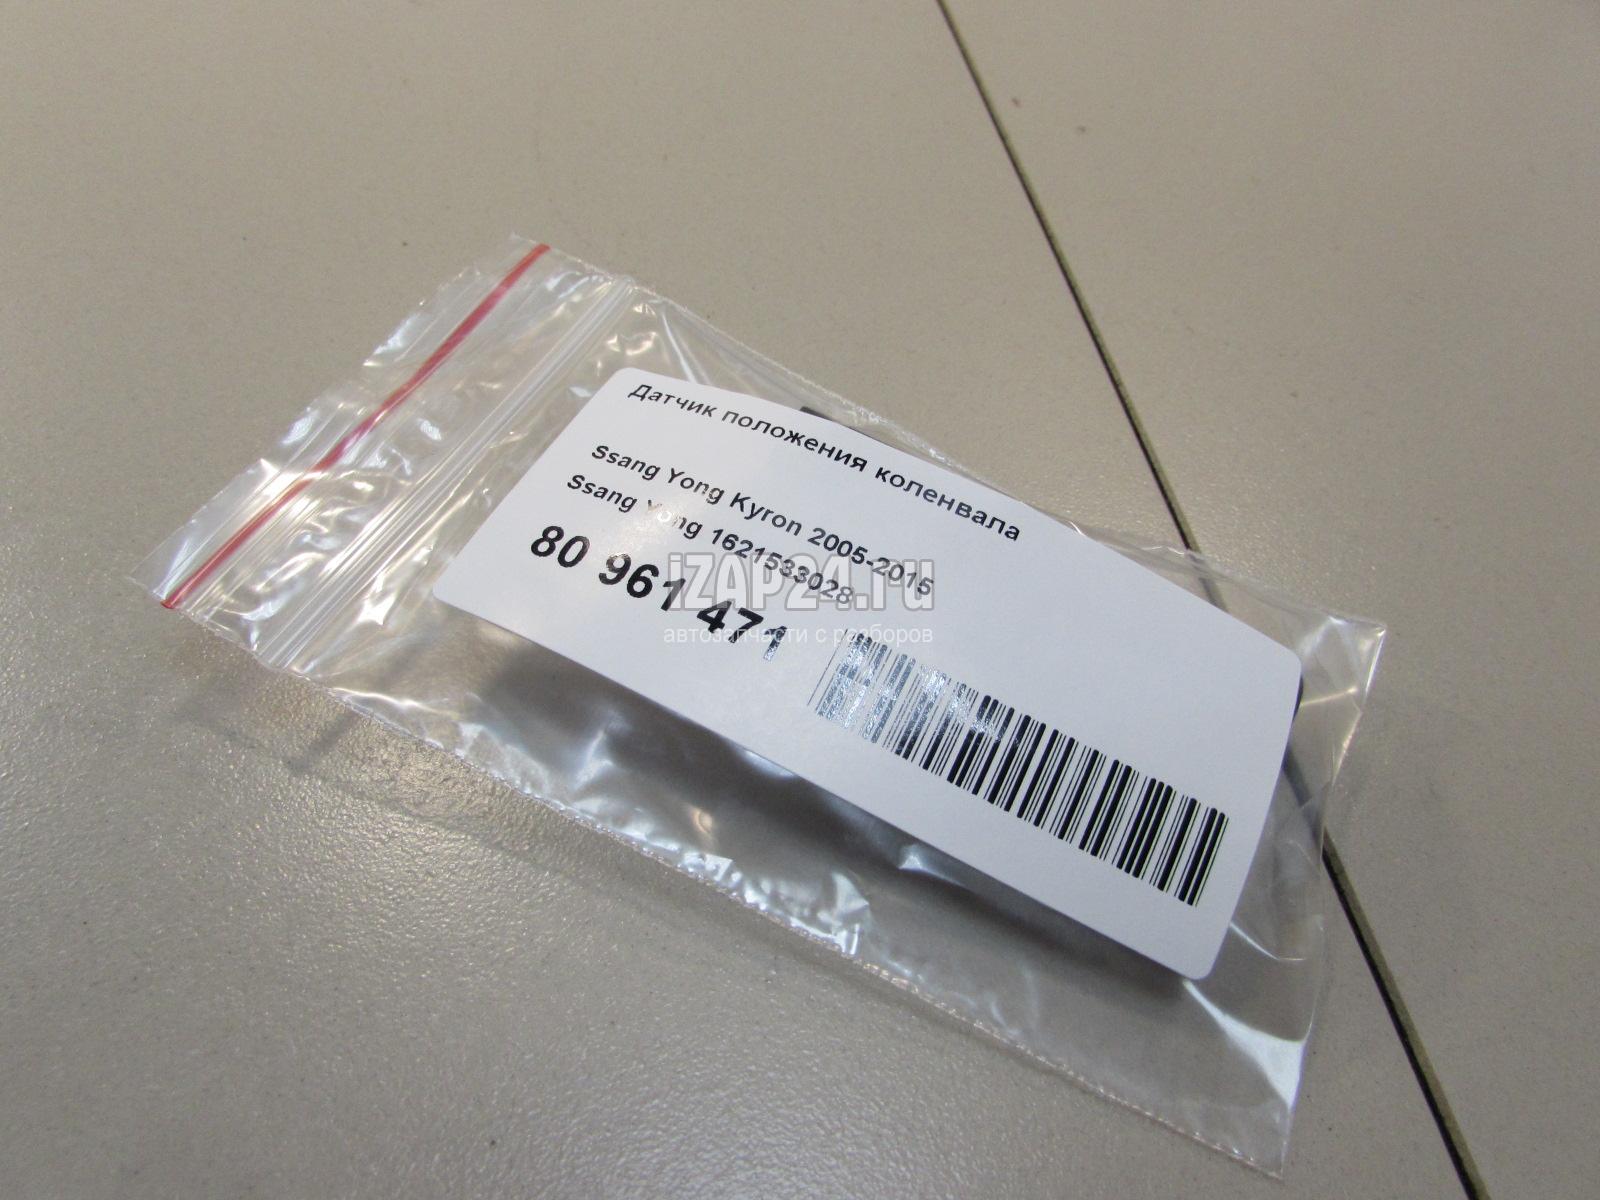 Датчик положения коленвала
Ssang Yong Kyron 2005-2015
Ssang Yong 1621533028
80 961 471
iZAP24.ru
автозапчасти с разборов